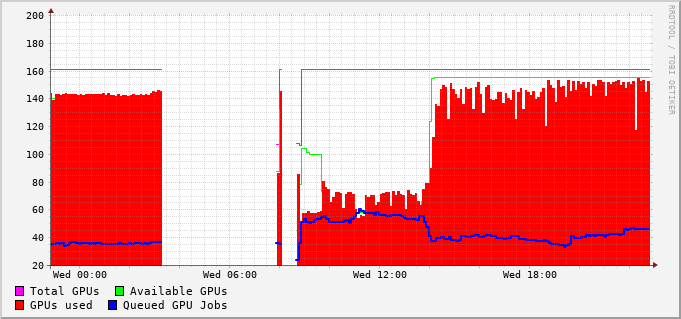 200
180
160
140
120
100
80
60
40
20
Wed 00:00 Wed 06:00 Wed 12:00 Wed 18:00
Total GPUs Available GPUs
GPUs used Queued GPU Jobs
RRDTOOL / TOBI OETIKER